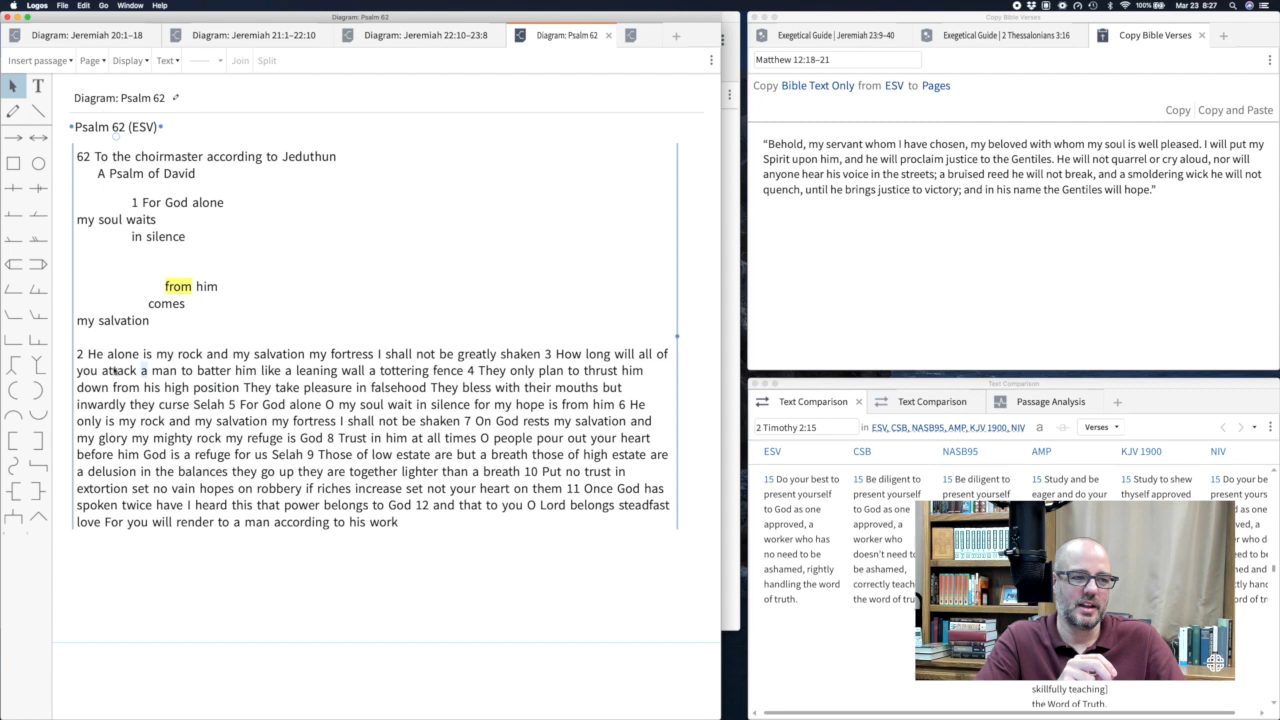 Logos File Edit Go View Window Help
100% Mar 23 8:27
Diagram: Psalm 62
Diagram: Jeremiah 20:1–18 Diagram: Jeremiah 21:1–22:10 Diagram: Jeremiah 22:10–23:8 Diagram: Psalm 62
Insert passage Page Display Text Join Split
T
Diagram: Psalm 62
Psalm 62 (ESV)
62 To the choirmaster according to Jeduthun
A Psalm of David
1 For God alone
my soul waits
in silence
from him
comes
my salvation
2 He alone is my rock and my salvation my fortress I shall not be greatly shaken 3 How long will all of
you attack a man to batter him like a leaning wall a tottering fence 4 They only plan to thrust him
down from his high position They take pleasure in falsehood They bless with their mouths but
inwardly they curse Selah 5 For God alone O my soul wait in silence for my hope is from him 6 He
only is my rock and my salvation my fortress I shall not be shaken 7 On God rests my salvation and
my glory my mighty rock my refuge is God 8 Trust in him at all times O people pour out your heart
before him God is a refuge for us Selah 9 Those of low estate are but a breath those of high estate are
a delusion in the balances they go up they are together lighter than a breath 10 Put no trust in
extortion set no vain hopes on robbery if riches increase set not your heart on them 11 Once God has
spoken twice have I heard this that power belongs to God 12 and that to you O Lord belongs steadfast
love For you will render to a man according to his work
Copy Bible Verses
Exegetical Guide | Jeremiah 23:9–40 Exegetical Guide | 2 Thessalonians 3:16 Copy Bible Verses
Matthew 12:18–21
Copy Bible Text Only from ESV to Pages
Copy Copy and Paste
“Behold, my servant whom I have chosen, my beloved with whom my soul is well pleased. I will put my
Spirit upon him, and he will proclaim justice to the Gentiles. He will not quarrel or cry aloud, nor will
anyone hear his voice in the streets; a bruised reed he will not break, and a smoldering wick he will not
quench, until he brings justice to victory; and in his name the Gentiles will hope.”
Text Comparison
Text Comparison Text Comparison Passage Analysis
2 Timothy 2:15 in ESV, CSB, NASB95, AMP, KJV 1900, NIV Verses
ESV
15 Do your best to
present yourself
to God as one
approved, a
worker who has
no need to be
ashamed, rightly
handling the word
of truth.
CSB
15 Be diligent to
present yourself
to God as one
approved, a
worker who
doesn't need to
be ashamed,
correctly teach
the word of tru
NASB95
15 Be diligent to
present yourself
AMP
15 Study and be
eager and do your
skillfully teaching]
the Word of Truth.
KJV 1900
15 Study to shew
thyself approved
NIV
15 Do your be
present yours